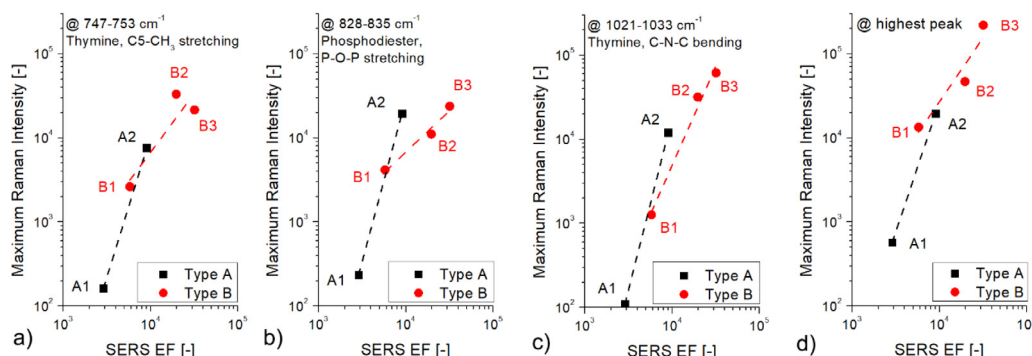 @ 747-753 cm⁻¹
Thymine, C5-CH₃ stretching
Maximum Raman Intensity [-]
10⁵
10⁴
10³
10²
B2
B3
A2
B1
A1
Type A
Type B
10³ 10⁴ 10⁵
a) SERS EF [-]
@ 828-835 cm⁻¹
Phosphodiester,
P-O-P stretching
Maximum Raman Intensity [-]
10⁵
10⁴
10³
10²
A2
B3
B2
B1
A1
Type A
Type B
10³ 10⁴ 10⁵
b) SERS EF [-]
@ 1021-1033 cm⁻¹
Thymine, C-N-C bending
Maximum Raman Intensity [-]
10⁵
10⁴
10³
10²
B2
B3
A2
B1
A1
Type A
Type B
10³ 10⁴ 10⁵
c) SERS EF [-]
@ highest peak
Maximum Raman Intensity [-]
10⁵
10⁴
10³
10²
B3
B2
B1
A2
A1
Type A
Type B
10³ 10⁴ 10
d) SERS EF [-]